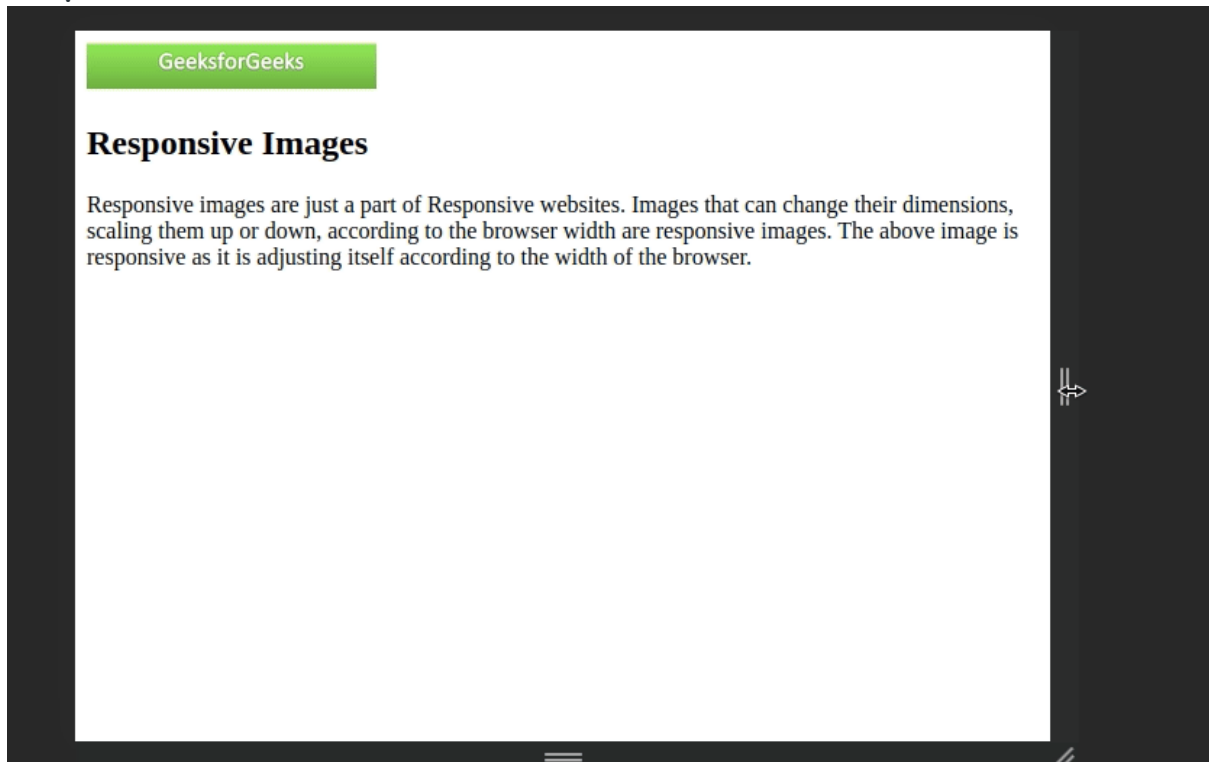 GeeksforGeeks
Responsive Images
Responsive images are just a part of Responsive websites. Images that can change their dimensions,
scaling them up or down, according to the browser width are responsive images. The above image is
responsive as it is adjusting itself according to the width of the browser.